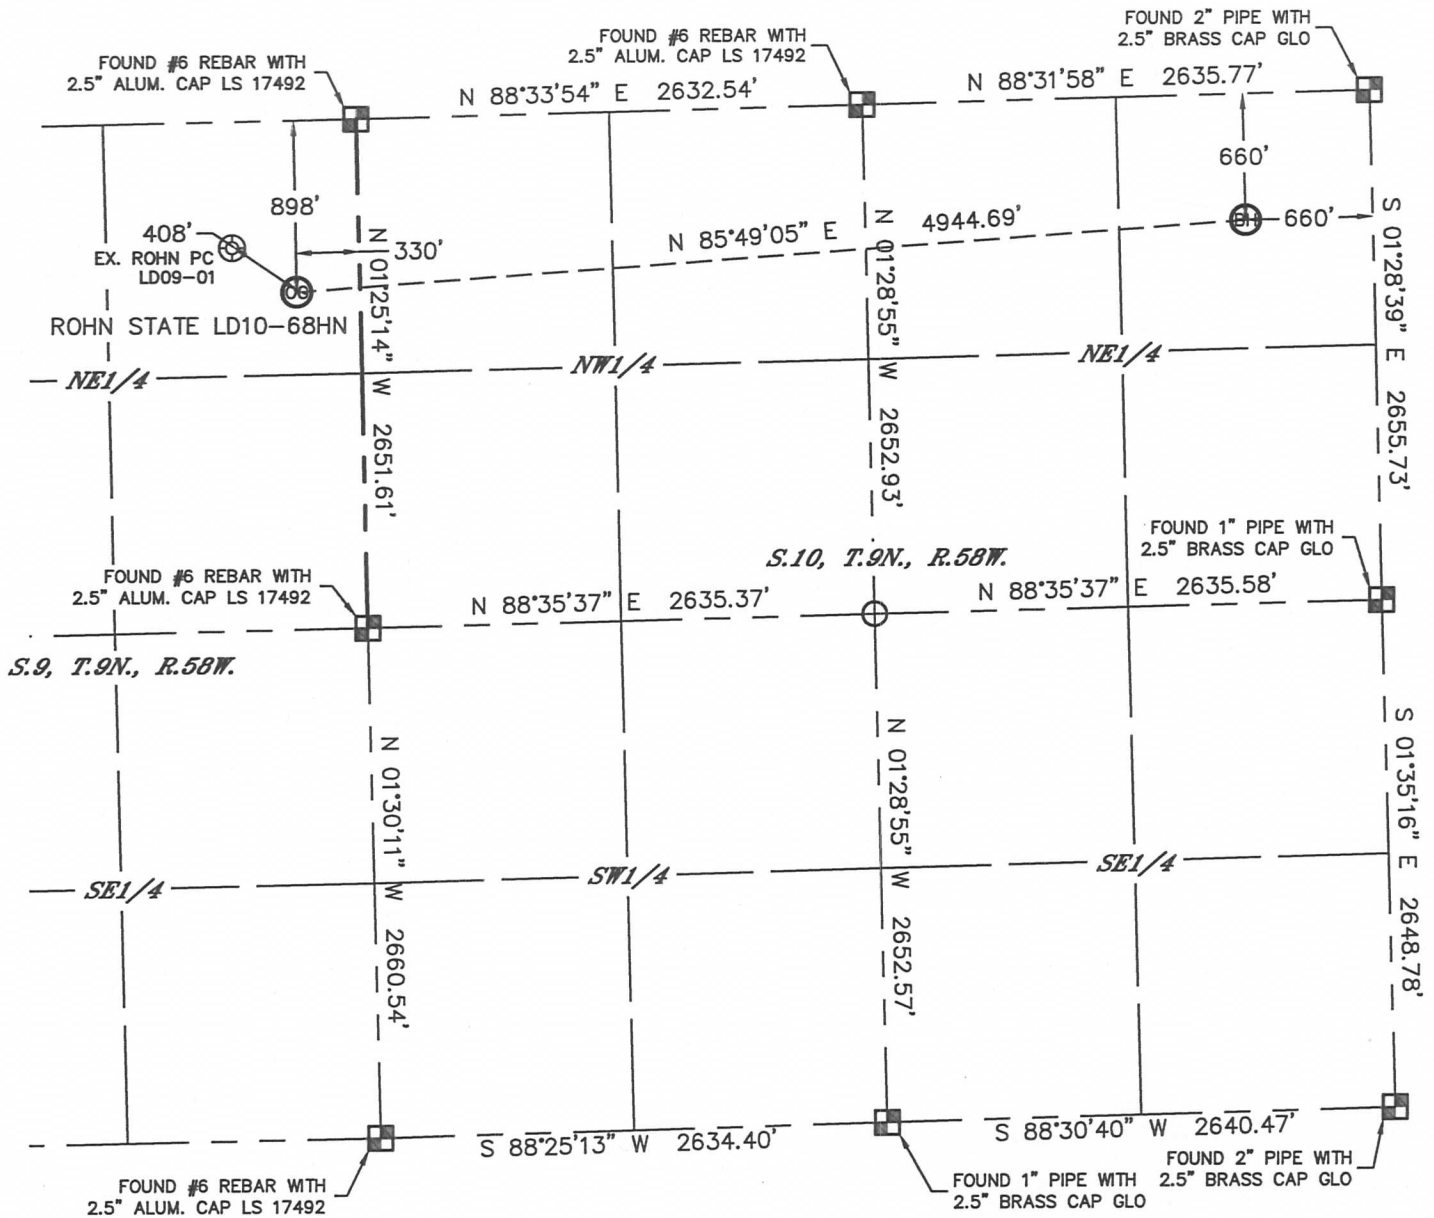 FOUND #6 REBAR WITH
2.5" ALUM. CAP LS 17492
FOUND #6 REBAR WITH
2.5" ALUM. CAP LS 17492
FOUND 2" PIPE WITH
2.5" BRASS CAP GLO
N 88°33'54" E 2632.54'
N 88°31'58" E 2635.77'
898'
660'
408'
EX. ROHN PC
LD09-01
330'
OG
ROHN STATE LD10-68HN
N 85°49'05" E 4944.69'
BH
660'
N 01°25'14" W 2651.61'
N 01°28'55" W 2652.93'
S 01°28'39" E 2655.73'
NE1/4
NW1/4
NE1/4
FOUND #6 REBAR WITH
2.5" ALUM. CAP LS 17492
S.10, T.9N., R.58W.
FOUND 1" PIPE WITH
2.5" BRASS CAP GLO
N 88°35'37" E 2635.37'
N 88°35'37" E 2635.58'
S.9, T.9N., R.58W.
N 01°30'11" W 2660.54'
N 01°28'55" W 2652.57'
S 01°35'16" E 2648.78'
SE1/4
SW1/4
SE1/4
S 88°25'13" W 2634.40'
S 88°30'40" W 2640.47'
FOUND #6 REBAR WITH
2.5" ALUM. CAP LS 17492
FOUND 1" PIPE WITH
2.5" BRASS CAP GLO
FOUND 2" PIPE WITH
2.5" BRASS CAP GLO